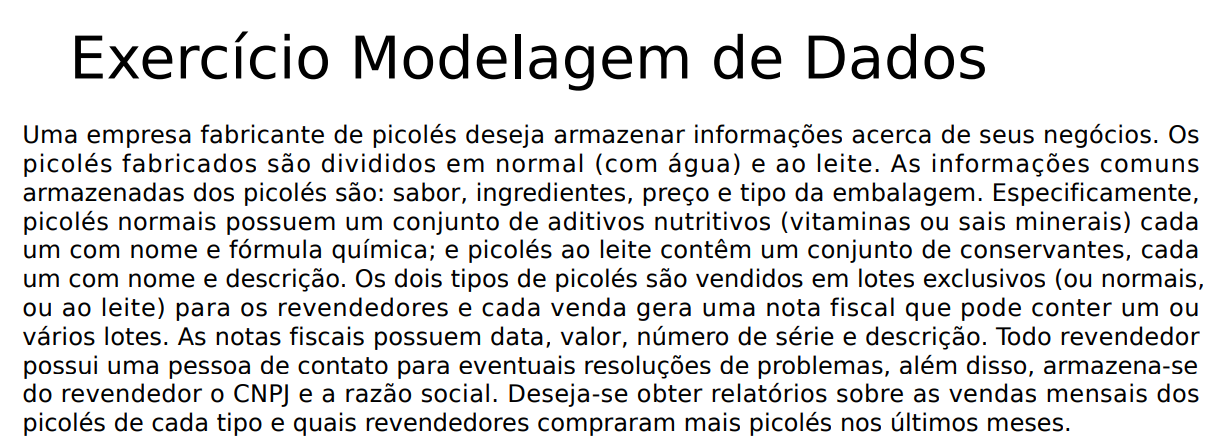 Exercício Modelagem de Dados
Uma empresa fabricante de picolés deseja armazenar informações acerca de seus negócios. Os
picolés fabricados são divididos em normal (com água) e ao leite. As informações comuns
armazenadas dos picolés são: sabor, ingredientes, preço e tipo da embalagem. Especificamente,
picolés normais possuem um conjunto de aditivos nutritivos (vitaminas ou sais minerais) cada
um com nome e fórmula química; e picolés ao leite contêm um conjunto de conservantes, cada
um com nome e descrição. Os dois tipos de picolés são vendidos em lotes exclusivos (ou normais,
ou ao leite) para os revendedores e cada venda gera uma nota fiscal que pode conter um ou
vários lotes. As notas fiscais possuem data, valor, número de série e descrição. Todo revendedor
possui uma pessoa de contato para eventuais resoluções de problemas, além disso, armazena-se
do revendedor o CNPJ e a razão social. Deseja-se obter relatórios sobre as vendas mensais dos
picolés de cada tipo e quais revendedores compraram mais picolés nos últimos meses.